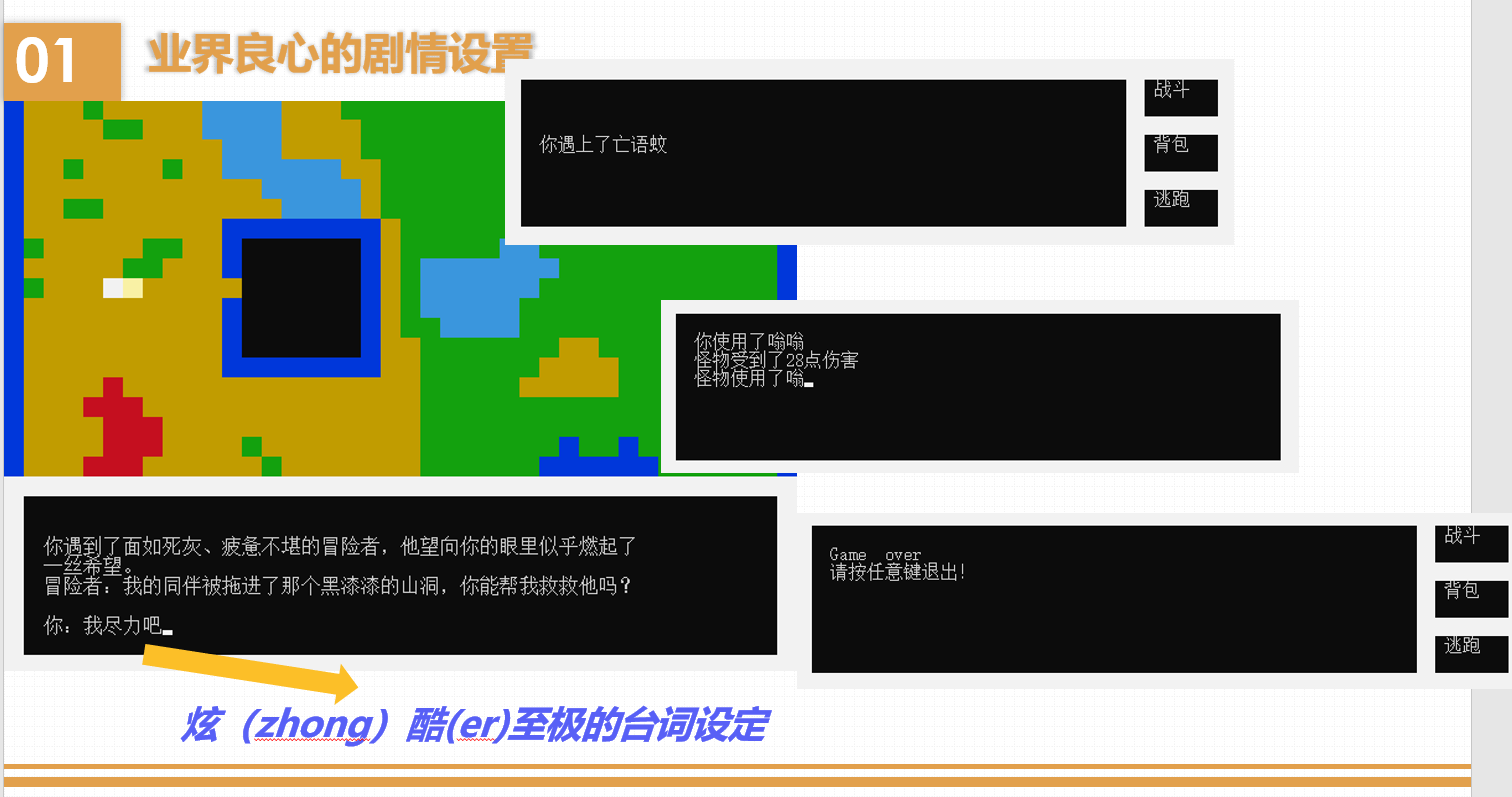 01
业界良心的剧情设置
你遇上了亡语蚊
战斗
背包
逃跑
你使用了嗡嗡
怪物受到了28点伤害
怪物使用了嗡
你遇到了面如死灰、疲惫不堪的冒险者，他望向你的眼里似乎燃起了
一丝希望。
冒险者：我的同伴被拖进了那个黑漆漆的山洞，你能帮我救救他吗？
你：我尽力吧
Game over
请按任意键退出！
战斗
背包
逃跑
炫（zhong）酷(er)至极的台词设定